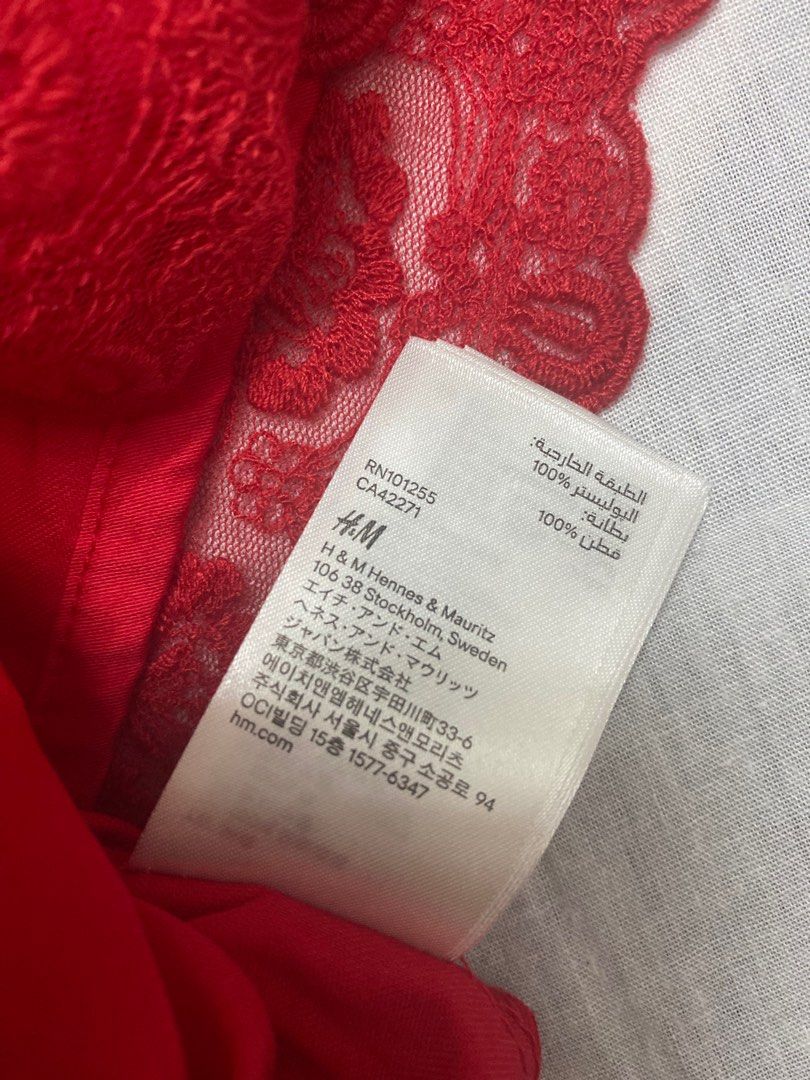 RN101255
CA42271
H&M
H & M Hennes & Mauritz
106 38 Stockholm, Sweden
エイチ・アンド・エム
ヘネス・アンド・マウリッツ
ジャパン株式会社
東京都渋谷区宇田川町33-6
에이치앤엠헤네스앤모리츠
주식회사 서울시 중구 소공로 94
OCI빌딩 15층 1577-6347
hm.com
الطبقة الخارجية:
البوليستر %100
بطانة:
قطن %100